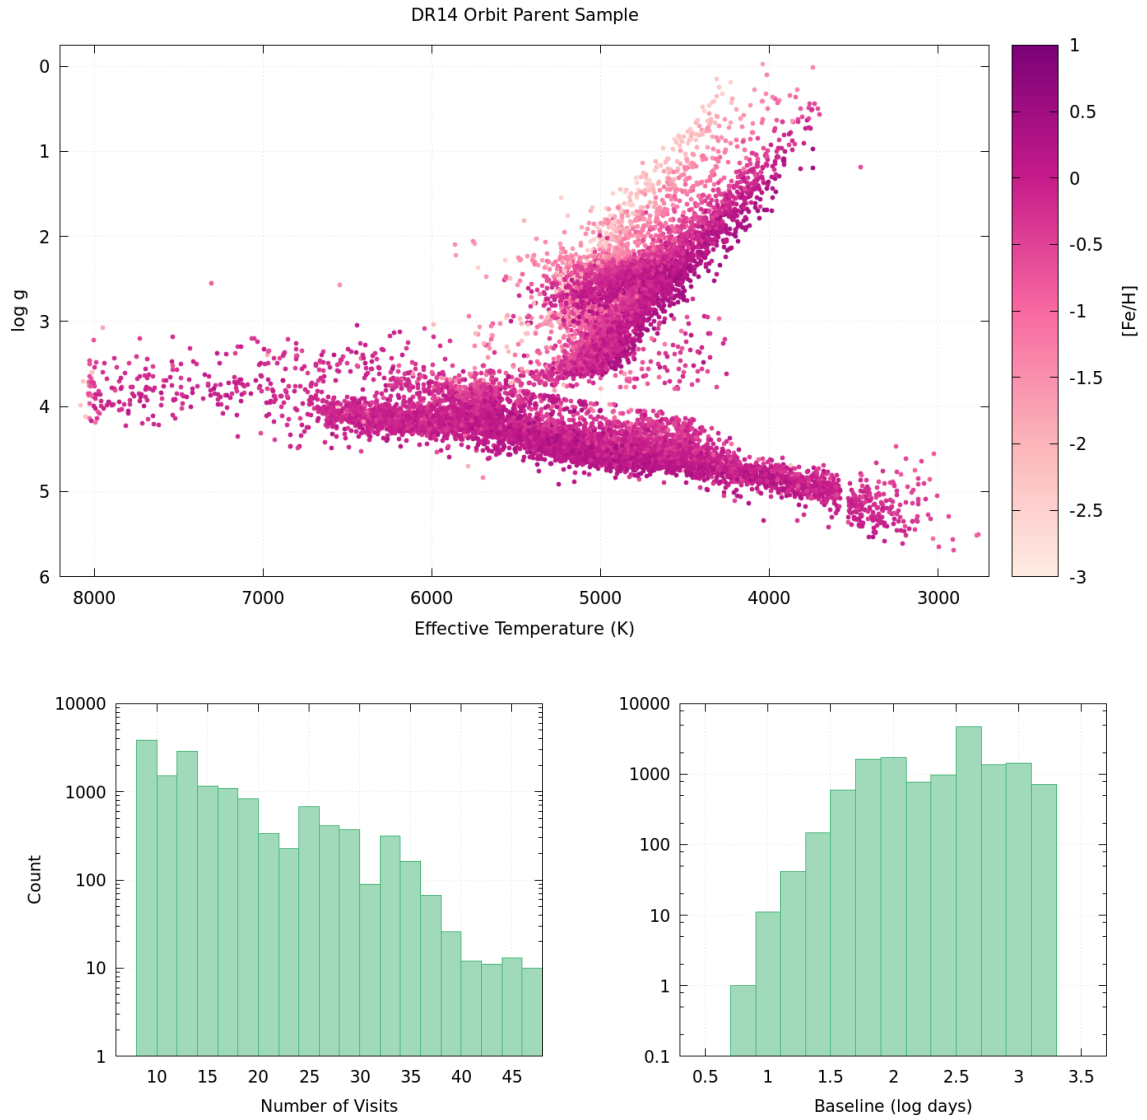 DR14 Orbit Parent Sample
0
1
2
3
4
5
6
log g
8000 7000 6000 5000 4000 3000
Effective Temperature (K)
1
0.5
0
-0.5
-1
-1.5
-2
-2.5
-3
[Fe/H]
10000
1000
100
10
1
Count
10 15 20 25 30 35 40 45
Number of Visits
10000
1000
100
10
1
0.1
0.5 1 1.5 2 2.5 3 3.5
Baseline (log days)